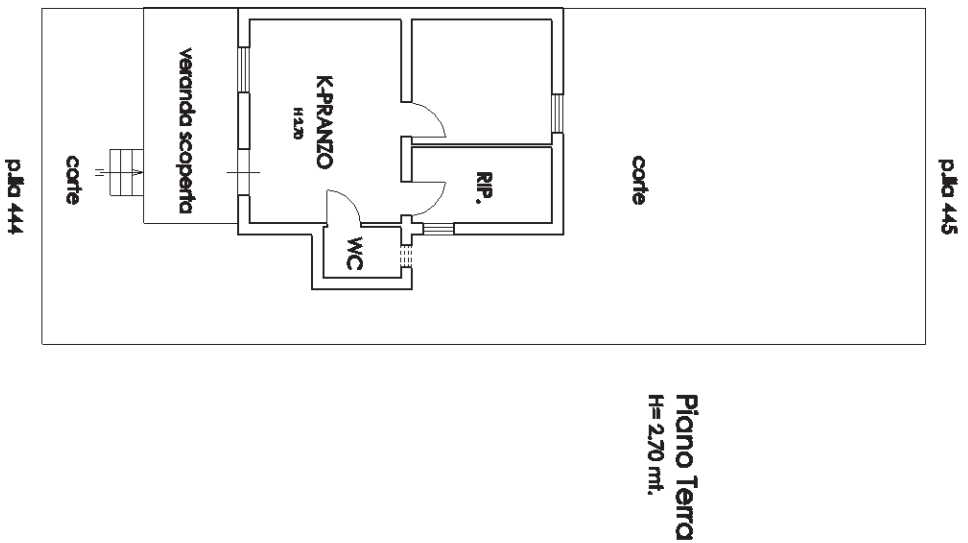 p.lla 445
corte
RIP.
K-PRANZO
H 2.70
WC
veranda scoperta
corte
p.lla 444
Piano Terra
H= 2.70 mt.